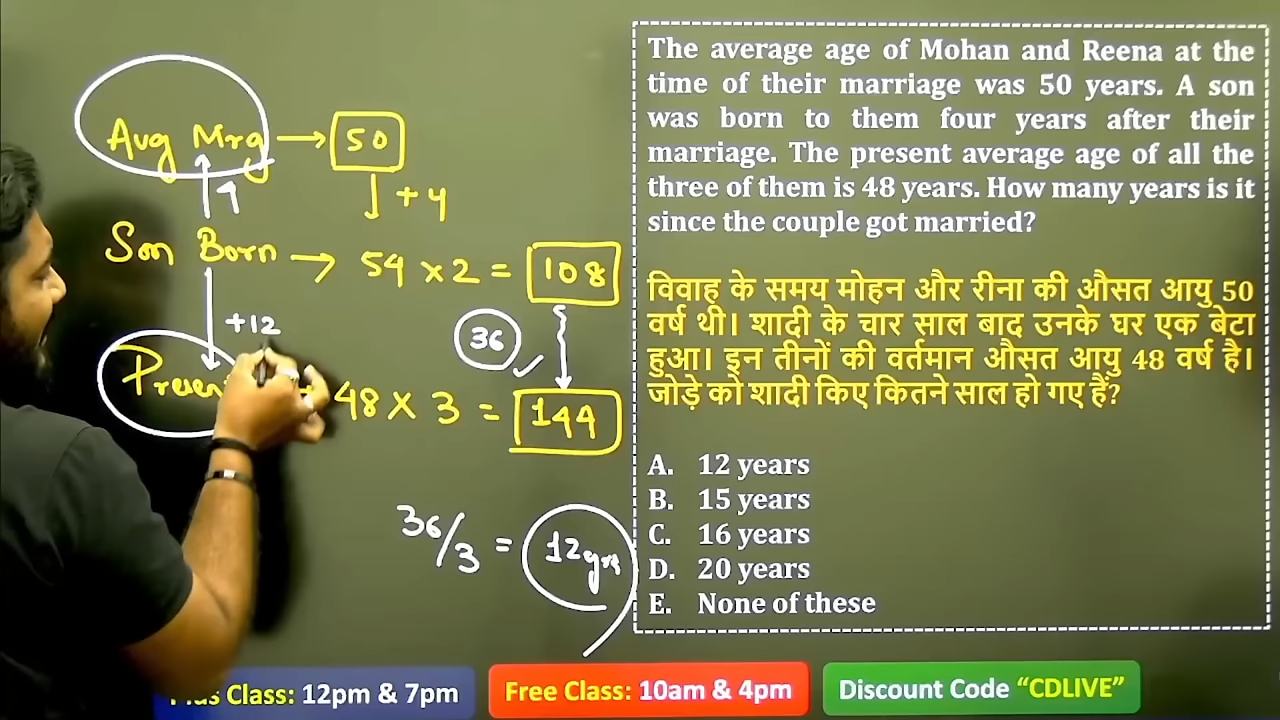 Avg Mrg → 50
+ 4
4
Son Born → 54 × 2 = 108
+12
36
48 × 3 = 144
36/3 = 12yrs
The average age of Mohan and Reena at the
time of their marriage was 50 years. A son
was born to them four years after their
marriage. The present average age of all the
three of them is 48 years. How many years is it
since the couple got married?
विवाह के समय मोहन और रीना की औसत आयु 50
वर्ष थी। शादी के चार साल बाद उनके घर एक बेटा
हुआ। इन तीनों की वर्तमान औसत आयु 48 वर्ष है।
जोड़े को शादी किए कितने साल हो गए हैं?
A. 12 years
B. 15 years
C. 16 years
D. 20 years
E. None of these
Class: 12pm & 7pm
Free Class: 10am & 4pm
Discount Code “CDLIVE”